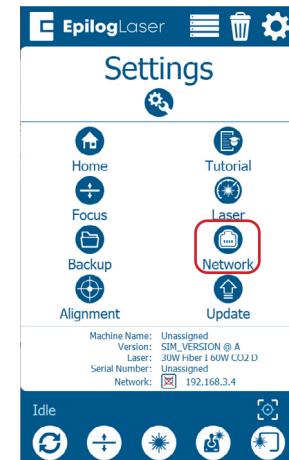 EpilogLaser
Settings
Home Tutorial
Focus Laser
Backup Network
Alignment Update
Machine Name: Unassigned
Version: SIM_VERSION @ A
Laser: 30W Fiber I 60W CO2 D
Serial Number: Unassigned
Network: 192.168.3.4
Idle